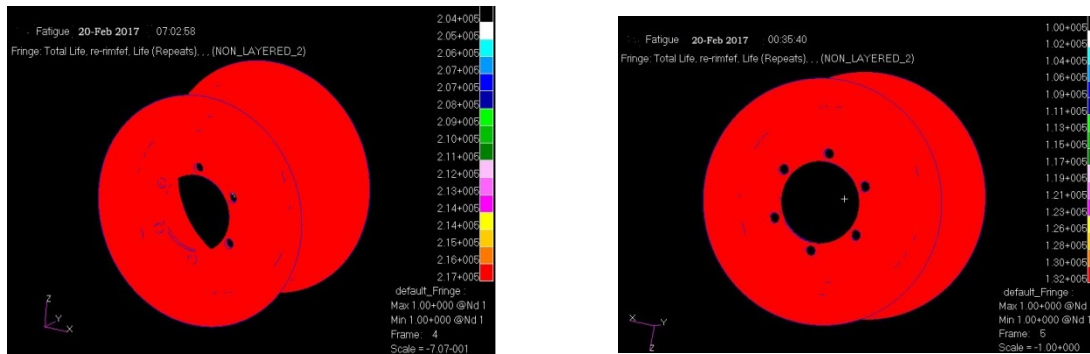 Fatigue 20-Feb 2017 07:02:58
Fringe: Total Life, re-rimfef, Life (Repeats), . . (NON_LAYERED_2)
2.04+005
2.05+005
2.06+005
2.07+005
2.07+005
2.08+005
2.09+005
2.10+005
2.11+005
2.12+005
2.13+005
2.14+005
2.14+005
2.15+005
2.16+005
2.17+005
default_Fringe :
Max 1.00+000 @Nd 1
Min 1.00+000 @Nd 1
Frame: 4
Scale = -7.07-001
Z
Y
X
Fatigue 20-Feb 2017 00:35:40
Fringe: Total Life, re-rimfef, Life (Repeats), . . (NON_LAYERED_2)
1.00+005
1.02+005
1.04+005
1.06+005
1.09+005
1.11+005
1.13+005
1.15+005
1.17+005
1.19+005
1.21+005
1.23+005
1.26+005
1.28+005
1.30+005
1.32+005
default_Fringe :
Max 1.00+000 @Nd 1
Min 1.00+000 @Nd 1
Frame: 5
Scale = -1.00+000
X
Y
Z